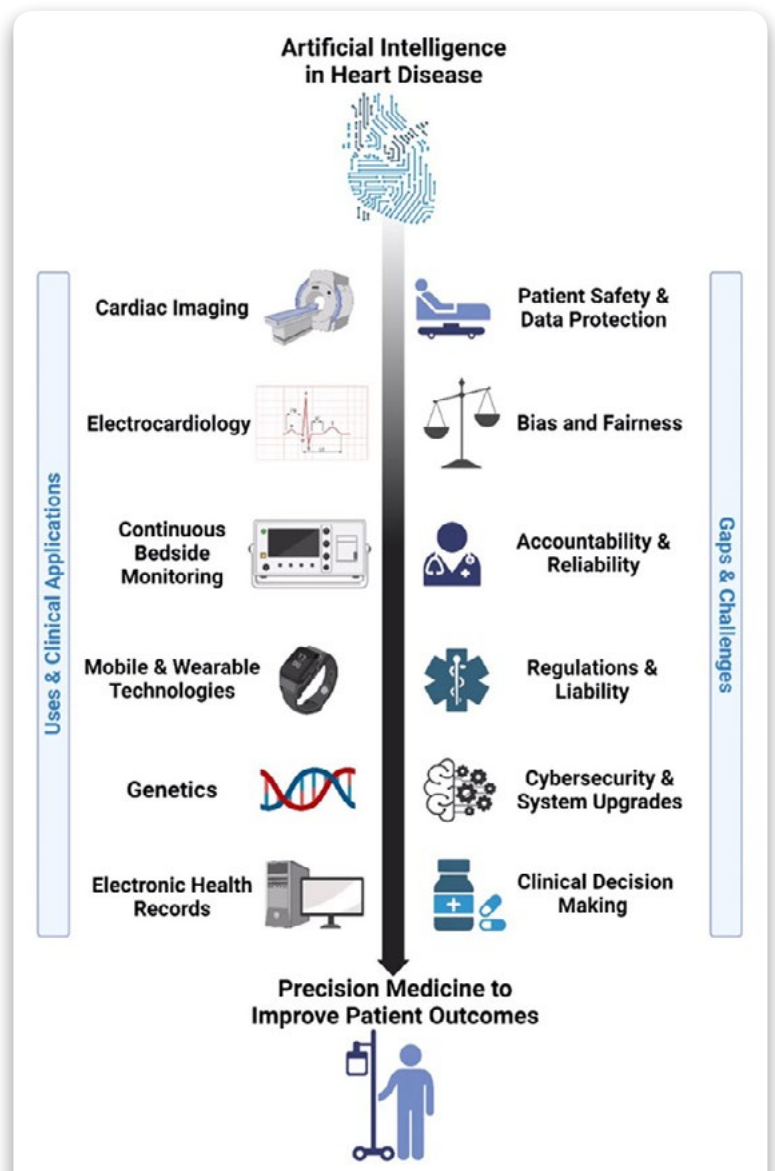 Artificial Intelligence
in Heart Disease
Uses & Clinical Applications
Cardiac Imaging
Electrocardiology
Continuous
Bedside
Monitoring
Mobile & Wearable
Technologies
Genetics
Electronic Health
Records
Patient Safety &
Data Protection
Bias and Fairness
Accountability &
Reliability
Regulations &
Liability
Cybersecurity &
System Upgrades
Clinical Decision
Making
Gaps & Challenges
Precision Medicine to
Improve Patient Outcomes